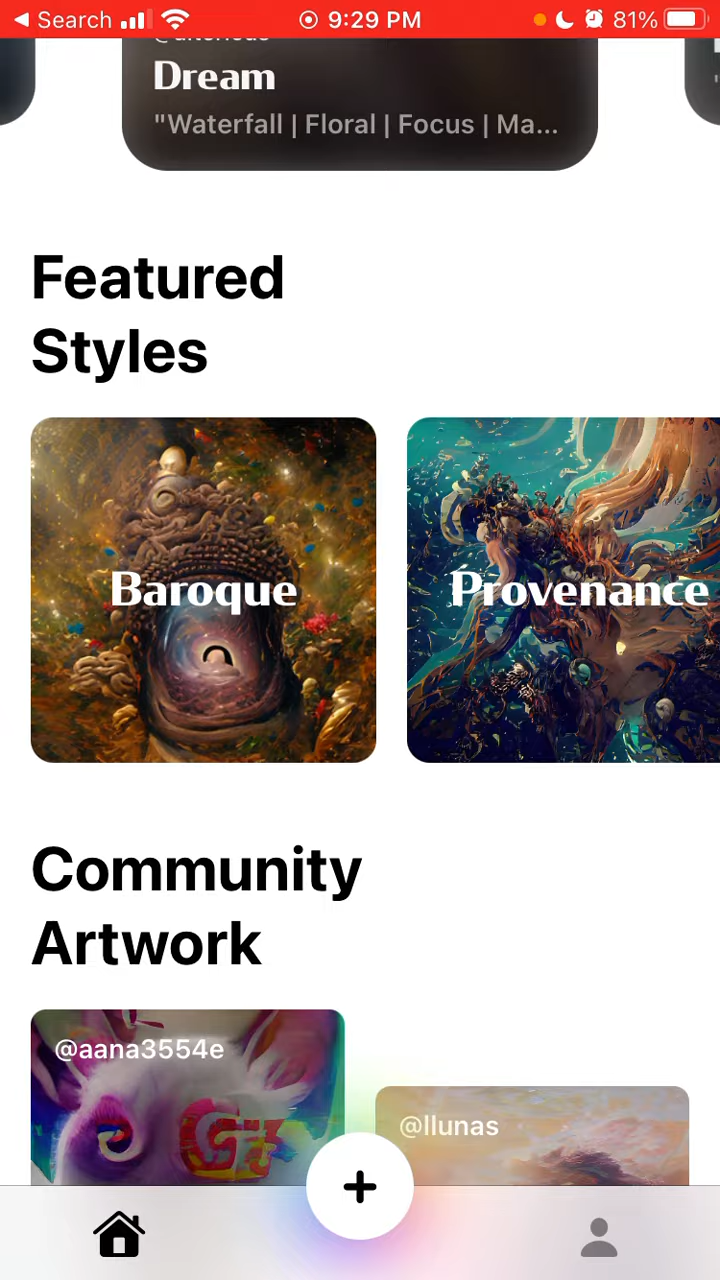 Search
9:29 PM
81%
Dream
"Waterfall | Floral | Focus | Ma...
Featured
Styles
Baroque
Provenance
Community
Artwork
@aana3554e
@llunas